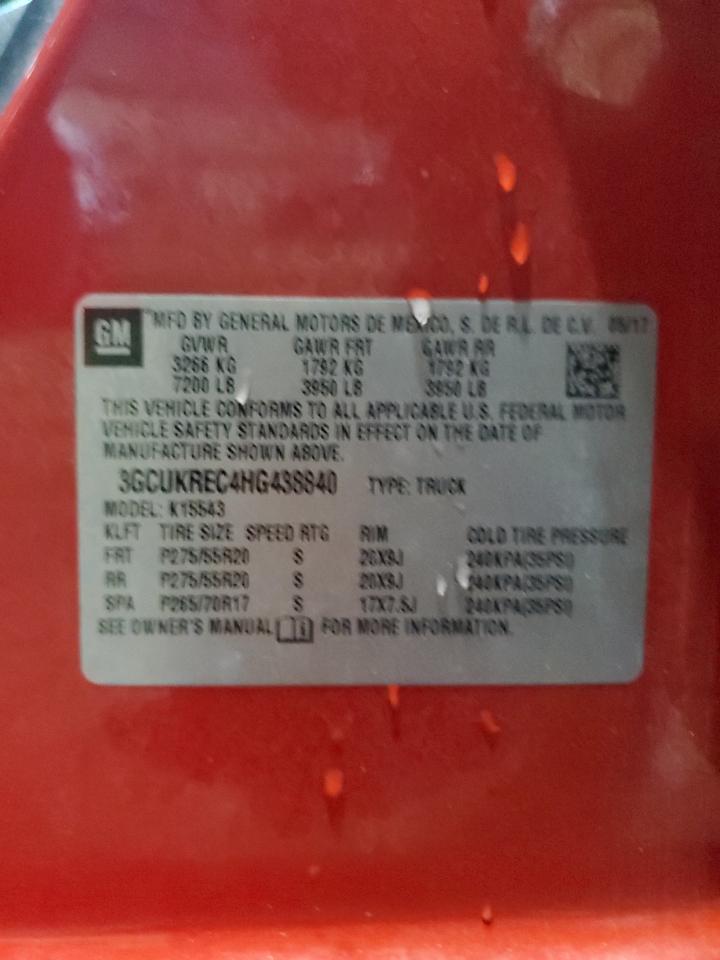 GM MFD BY GENERAL MOTORS DE MEXICO, S. DE R.L. DE C.V. 05/17
GVWR GAWR FRT GAWR RR
3266 KG 1792 KG 1792 KG
7200 LB 3950 LB 3950 LB
THIS VEHICLE CONFORMS TO ALL APPLICABLE U.S. FEDERAL MOTOR
VEHICLE SAFETY STANDARDS IN EFFECT ON THE DATE OF
MANUFACTURE SHOWN ABOVE.
3GCUKREC4HG438840 TYPE: TRUCK
MODEL: K15543
KLFT TIRE SIZE SPEED RTG RIM COLD TIRE PRESSURE
FRT P275/55R20 S 20X9J 240KPA(35PSI)
RR P275/55R20 S 20X9J 240KPA(35PSI)
SPA P265/70R17 S 17X7.5J 240KPA(35PSI)
SEE OWNER'S MANUAL FOR MORE INFORMATION.